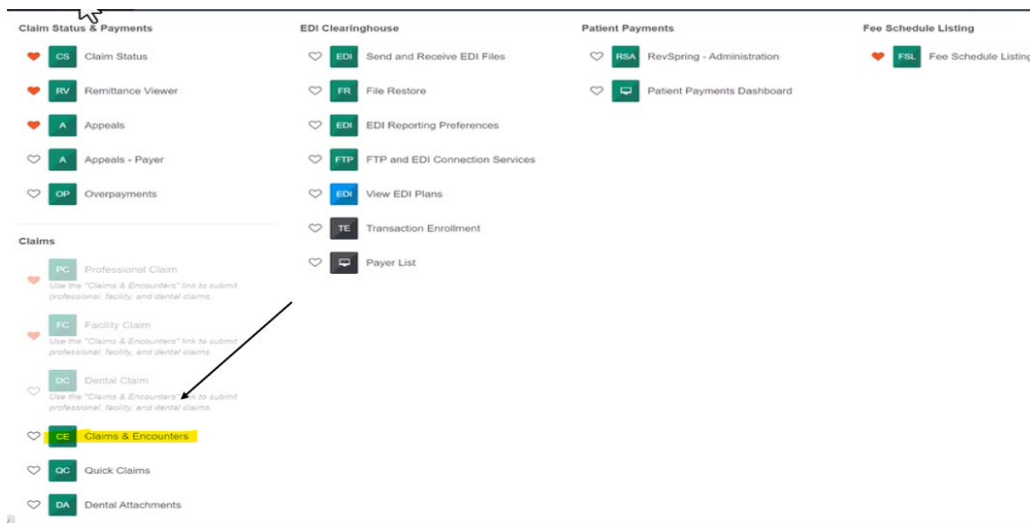 Claim Status & Payments
CS Claim Status
RV Remittance Viewer
A Appeals
A Appeals - Payer
OP Overpayments
Claims
PC Professional Claim
Use the "Claims & Encounters" link to submit
professional, facility, and dental claims.
FC Facility Claim
Use the "Claims & Encounters" link to submit
professional, facility, and dental claims.
DC Dental Claim
Use the "Claims & Encounters" link to submit
professional, facility, and dental claims.
CE Claims & Encounters
QC Quick Claims
DA Dental Attachments
EDI Clearinghouse
EDI Send and Receive EDI Files
FR File Restore
EDI EDI Reporting Preferences
FTP FTP and EDI Connection Services
EDI View EDI Plans
TE Transaction Enrollment
Payer List
Patient Payments
RSA RevSpring - Administration
Patient Payments Dashboard
Fee Schedule Listing
FSL Fee Schedule Listing